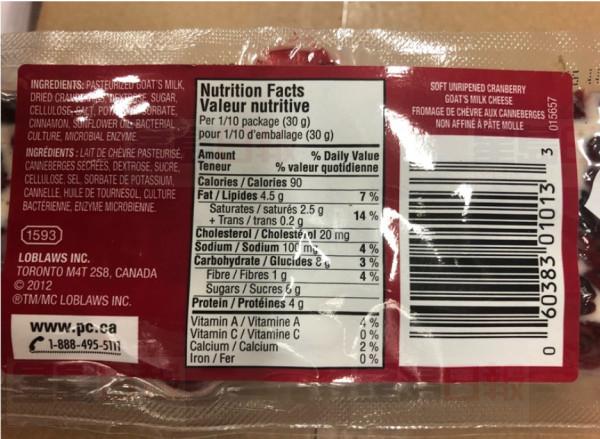 INGREDIENTS: PASTEURIZED GOAT'S MILK,
DRIED CRANBERRIES, DEXTROSE, SUGAR,
CELLULOSE, SALT, POTASSIUM SORBATE,
CINNAMON, SUNFLOWER OIL, BACTERIAL
CULTURE, MICROBIAL ENZYME.
INGRÉDIENTS : LAIT DE CHÈVRE PASTEURISÉ,
CANNEBERGES SÉCHÉES, DEXTROSE, SUCRE,
CELLULOSE, SEL, SORBATE DE POTASSIUM,
CANNELLE, HUILE DE TOURNESOL, CULTURE
BACTÉRIENNE, ENZYME MICROBIENNE.
1593
LOBLAWS INC.
TORONTO M4T 2S8, CANADA
© 2012
®TM/MC LOBLAWS INC.
www.pc.ca
1-888-495-5111
Nutrition Facts
Valeur nutritive
Per 1/10 package (30 g)
pour 1/10 d'emballage (30 g)
Amount % Daily Value
Teneur % valeur quotidienne
Calories / Calories 90
Fat / Lipides 4.5 g 7 %
Saturates / saturés 2.5 g
+ Trans / trans 0.2 g 14 %
Cholesterol / Cholestérol 20 mg
Sodium / Sodium 100 mg 4 %
Carbohydrate / Glucides 8 g 3 %
Fibre / Fibres 1 g 4 %
Sugars / Sucres 6 g
Protein / Protéines 4 g
Vitamin A / Vitamine A 4 %
Vitamin C / Vitamine C 0 %
Calcium / Calcium 2 %
Iron / Fer 0 %
SOFT UNRIPENED CRANBERRY
GOAT'S MILK CHEESE
FROMAGE DE CHÈVRE AUX CANNEBERGES
NON AFFINÉ À PÂTE MOLLE
015657
0 60383 01013 3